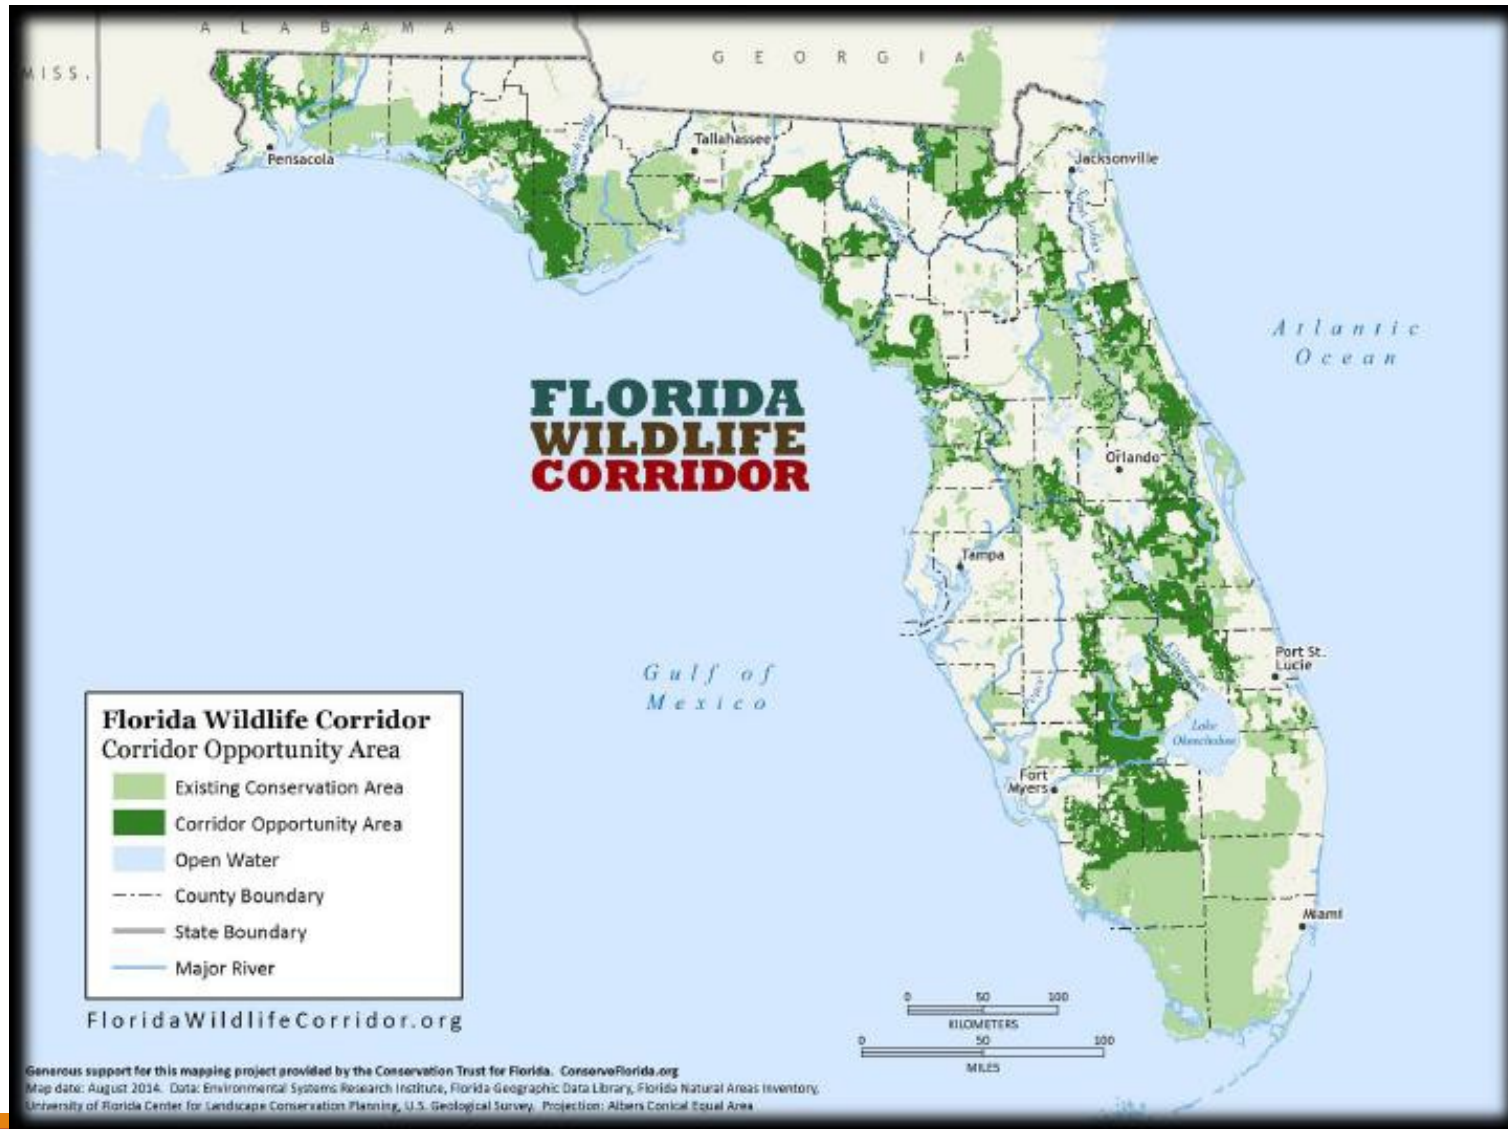 A L A B A M A
MISS.
G E O R G I A
Pensacola
Tallahassee
Jacksonville
Atlantic
Ocean
FLORIDA
WILDLIFE
CORRIDOR
Orlando
Tampa
Gulf of
Mexico
Port St.
Lucie
Lake
Okeechobee
Fort
Myers
Miami
Florida Wildlife Corridor
Corridor Opportunity Area
Existing Conservation Area
Corridor Opportunity Area
Open Water
County Boundary
State Boundary
Major River
FloridaWildlifeCorridor.org
0 50 100
KILOMETERS
0 50 100
MILES
Generous support for this mapping project provided by the Conservation Trust for Florida. ConserveFlorida.org
Map date: August 2014. Data: Environmental Systems Research Institute, Florida Geographic Data Library, Florida Natural Areas Inventory,
University of Florida Center for Landscape Conservation Planning, U.S. Geological Survey. Projection: Albers Conical Equal Area